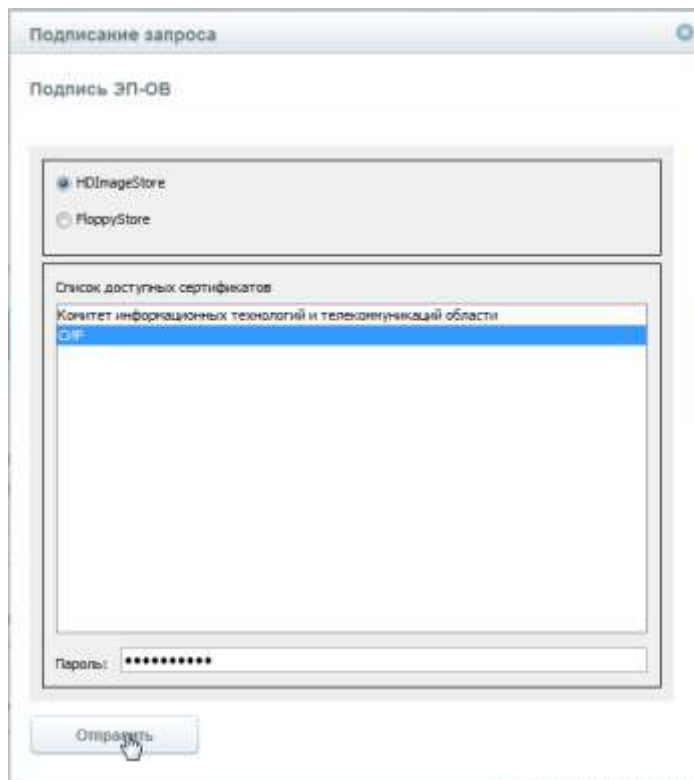 Подписание запроса
Подпись ЭП-ОВ
HDImageStore
FloppyStore
Список доступных сертификатов
Комитет информационных технологий и телекоммуникаций области
Пароль: ••••••••••
Отправить